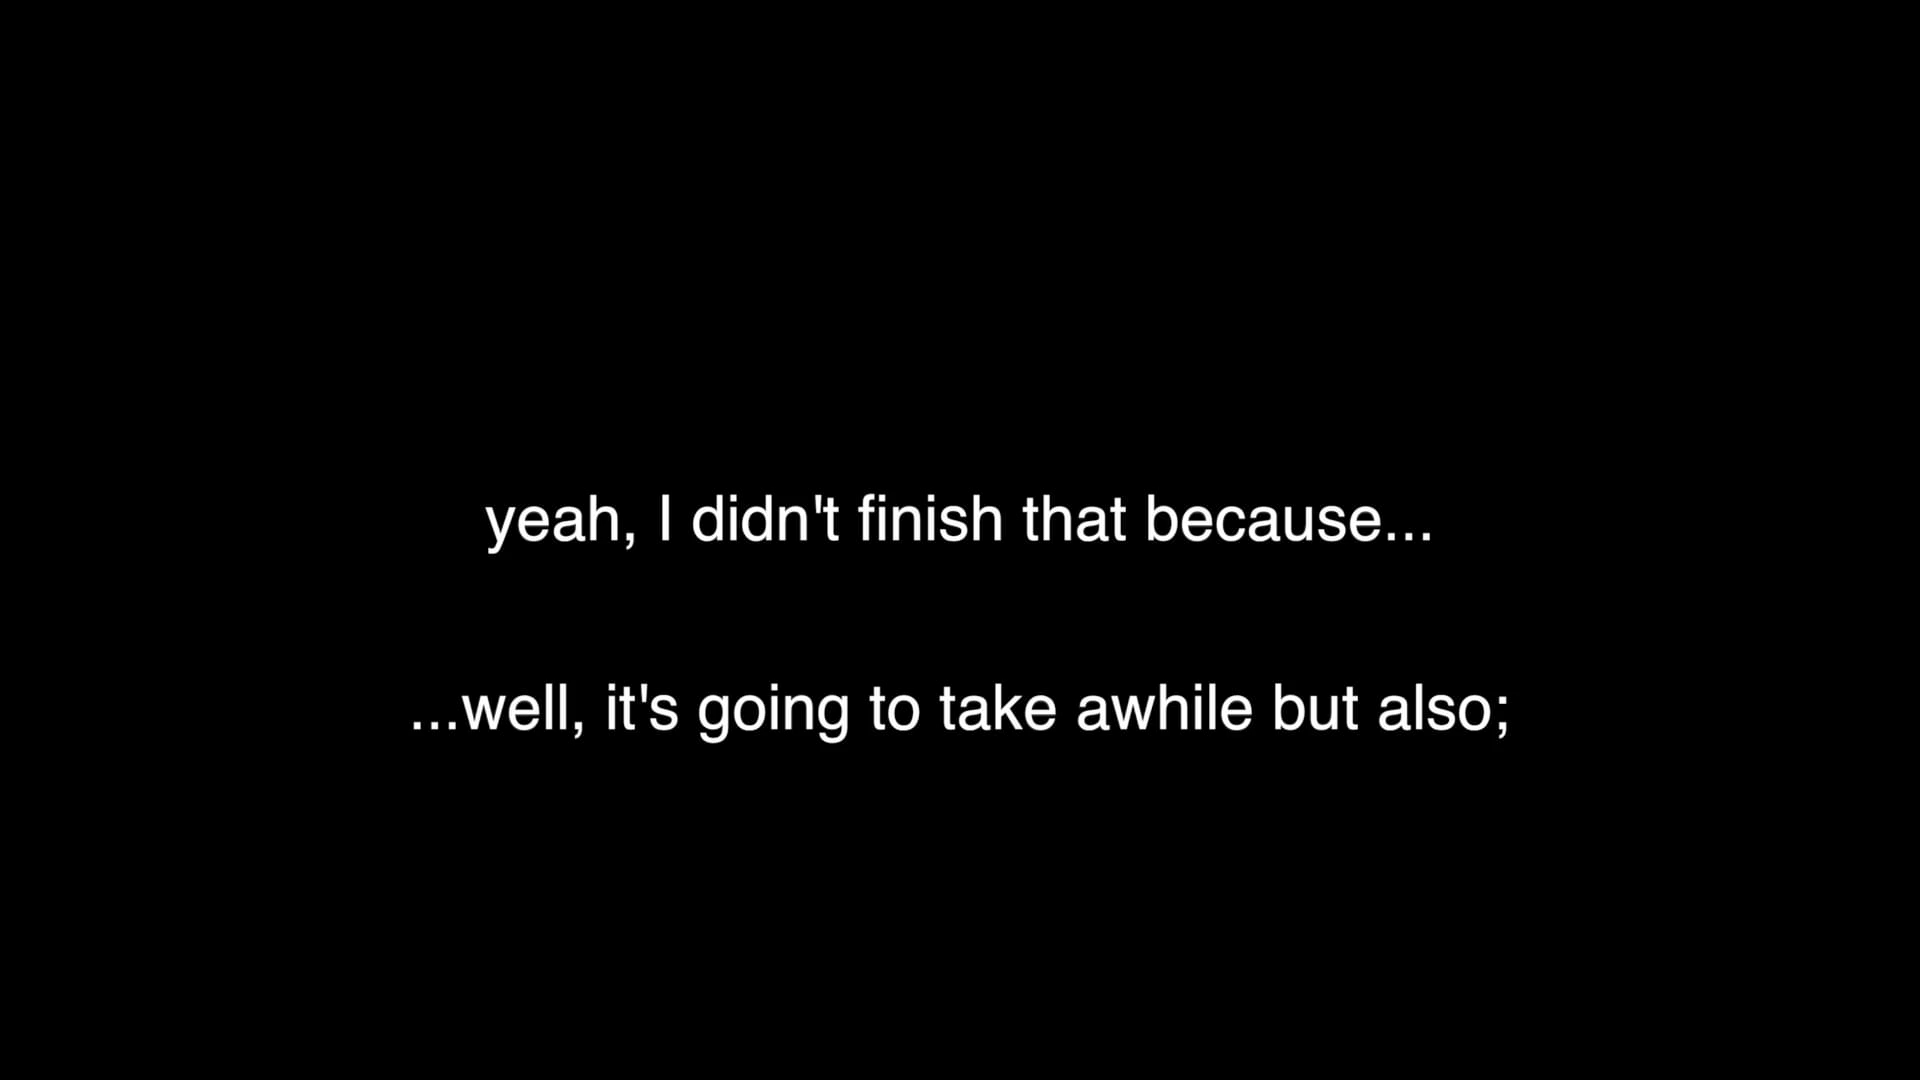 yeah, I didn't finish that because...
...well, it's going to take awhile but also;